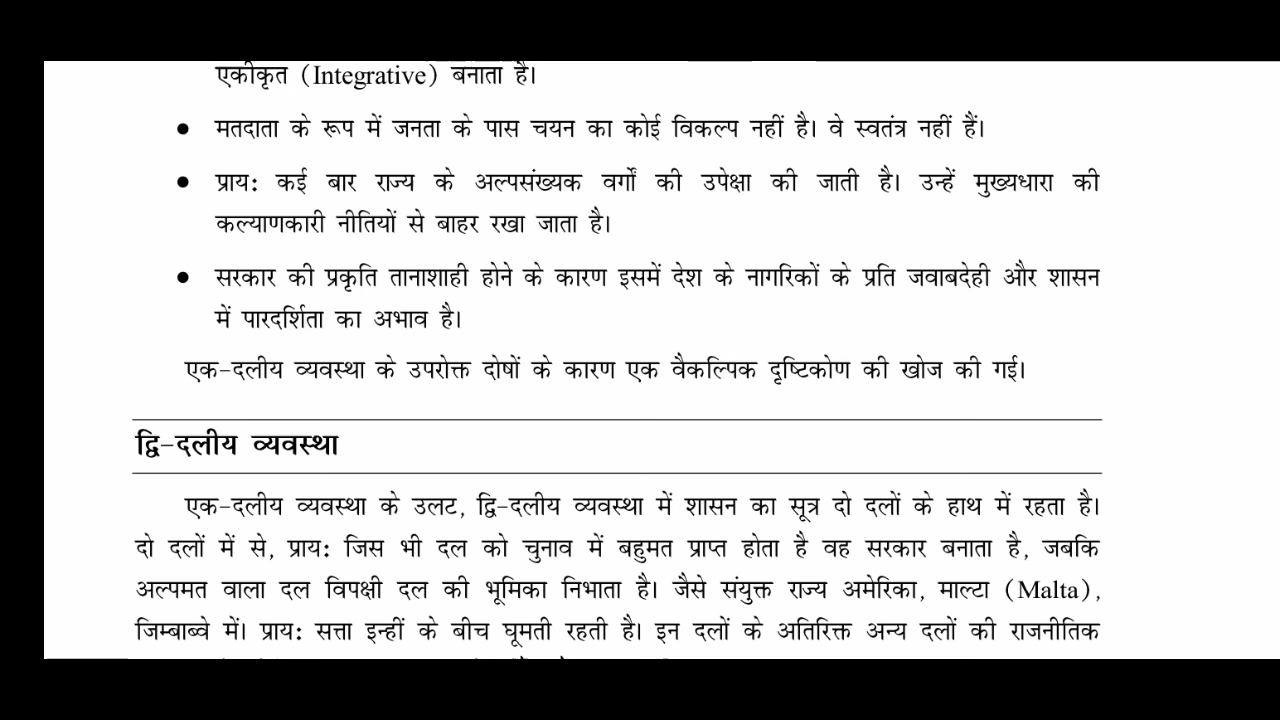 एकीकृत (Integrative) बनाता है।
● मतदाता के रूप में जनता के पास चयन का कोई विकल्प नहीं है। वे स्वतंत्र नहीं हैं।
● प्राय: कई बार राज्य के अल्पसंख्यक वर्गों की उपेक्षा की जाती है। उन्हें मुख्यधारा की
कल्याणकारी नीतियों से बाहर रखा जाता है।
● सरकार की प्रकृति तानाशाही होने के कारण इसमें देश के नागरिकों के प्रति जवाबदेही और शासन
में पारदर्शिता का अभाव है।
एक-दलीय व्यवस्था के उपरोक्त दोषों के कारण एक वैकल्पिक दृष्टिकोण की खोज की गई।
द्वि-दलीय व्यवस्था
एक-दलीय व्यवस्था के उलट, द्वि-दलीय व्यवस्था में शासन का सूत्र दो दलों के हाथ में रहता है।
दो दलों में से, प्राय: जिस भी दल को चुनाव में बहुमत प्राप्त होता है वह सरकार बनाता है, जबकि
अल्पमत वाला दल विपक्षी दल की भूमिका निभाता है। जैसे संयुक्त राज्य अमेरिका, माल्टा (Malta),
जिम्बाब्वे में। प्राय: सत्ता इन्हीं के बीच घूमती रहती है। इन दलों के अतिरिक्त अन्य दलों की राजनीतिक